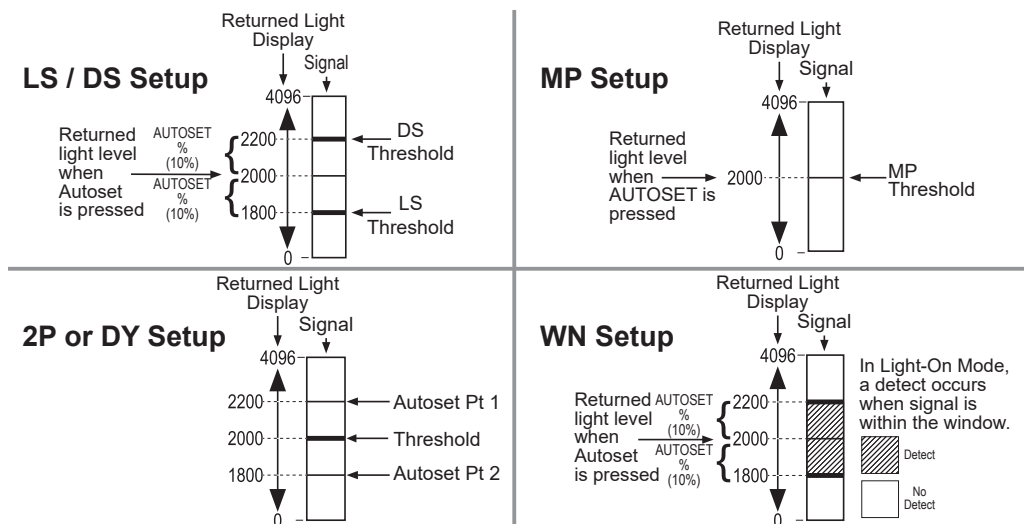 Returned Light
Display
Signal
LS / DS Setup
4096
Returned
light level
when
Autoset
is pressed
AUTOSET
%
(10%)
AUTOSET
%
(10%)
2200
2000
1800
0
DS
Threshold
LS
Threshold
Returned Light
Display
Signal
MP Setup
4096
Returned
light level
when
AUTOSET is
pressed
2000
0
MP
Threshold
Returned Light
Display
Signal
2P or DY Setup
4096
2200
2000
1800
0
Autoset Pt 1
Threshold
Autoset Pt 2
Returned Light
Display
Signal
WN Setup
4096
Returned
light level
when
Autoset
is pressed
AUTOSET
%
(10%)
AUTOSET
%
(10%)
2200
2000
1800
0
In Light-On Mode,
a detect occurs
when signal is
within the window.
Detect
No
Detect